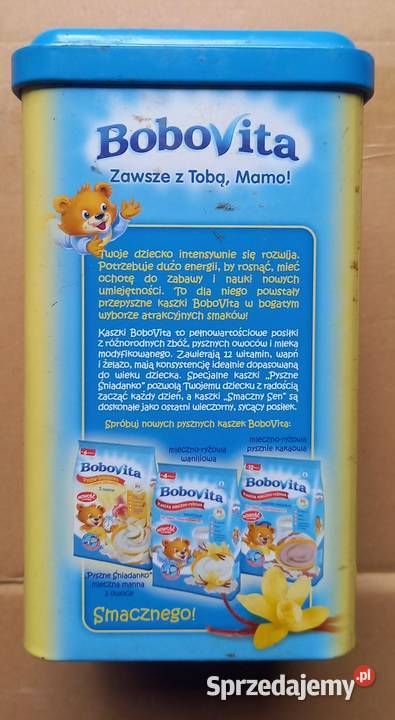 BoboVita
Zawsze z Tobą, Mamo!
Twoje dziecko intensywnie się rozwija.
Potrzebuje dużo energii, by rosnąć, mieć
ochotę do zabawy i nauki nowych
umiejętności. To dla niego powstały
przepyszne kaszki BoboVita w bogatym
wyborze atrakcyjnych smaków!
Kaszki BoboVita to pełnowartościowe posiłki
z różnorodnych zbóż, pysznych owoców i mleka
modyfikowanego. Zawierają 12 witamin, wapń
i żelazo, mają konsystencję idealnie dopasowaną
do wieku dziecka. Specjalne kaszki „Pyszne
Śniadanko” pozwolą Twojemu dziecku z radością
zacząć każdy dzień, a kaszki „Smaczny Sen” są
doskonałe jako ostatni wieczorny, sycący posiłek.
Spróbuj nowych pysznych kaszek BoboVita:
mleczno-ryżowa
waniliowa
mleczno-ryżowa
pysznie kakaowa
BoboVita
NOWOŚĆ
BoboVita
NOWOŚĆ
BoboVita
NOWOŚĆ
„Pyszne Śniadanko”
mleczna manna
3 owoce
Smacznego!
Sprzedajemy.pl